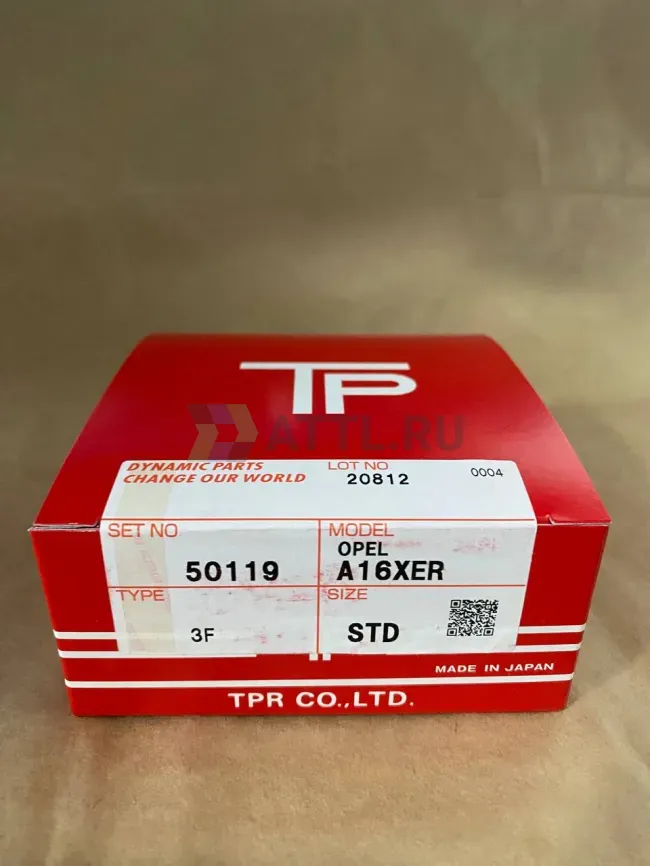 TP
ATTL.RU
DYNAMIC PARTS
CHANGE OUR WORLD
LOT NO
20812
0004
SET NO
50119
MODEL
OPEL
A16XER
TYPE
3F
SIZE
STD
MADE IN JAPAN
TPR CO.,LTD.